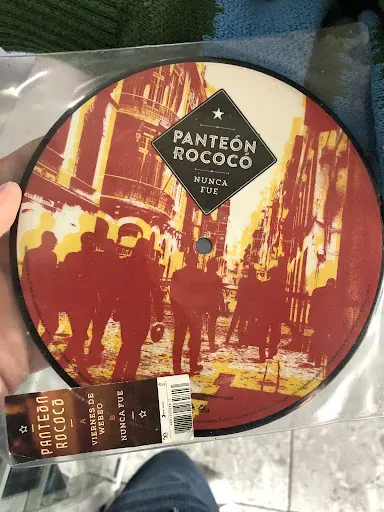 PANTEÓN
ROCOCÓ
NUNCA
FUE
PANTEÓN
ROCOCÓ
A
VIERNES DE
WEBEO
B
NUNCA FUE